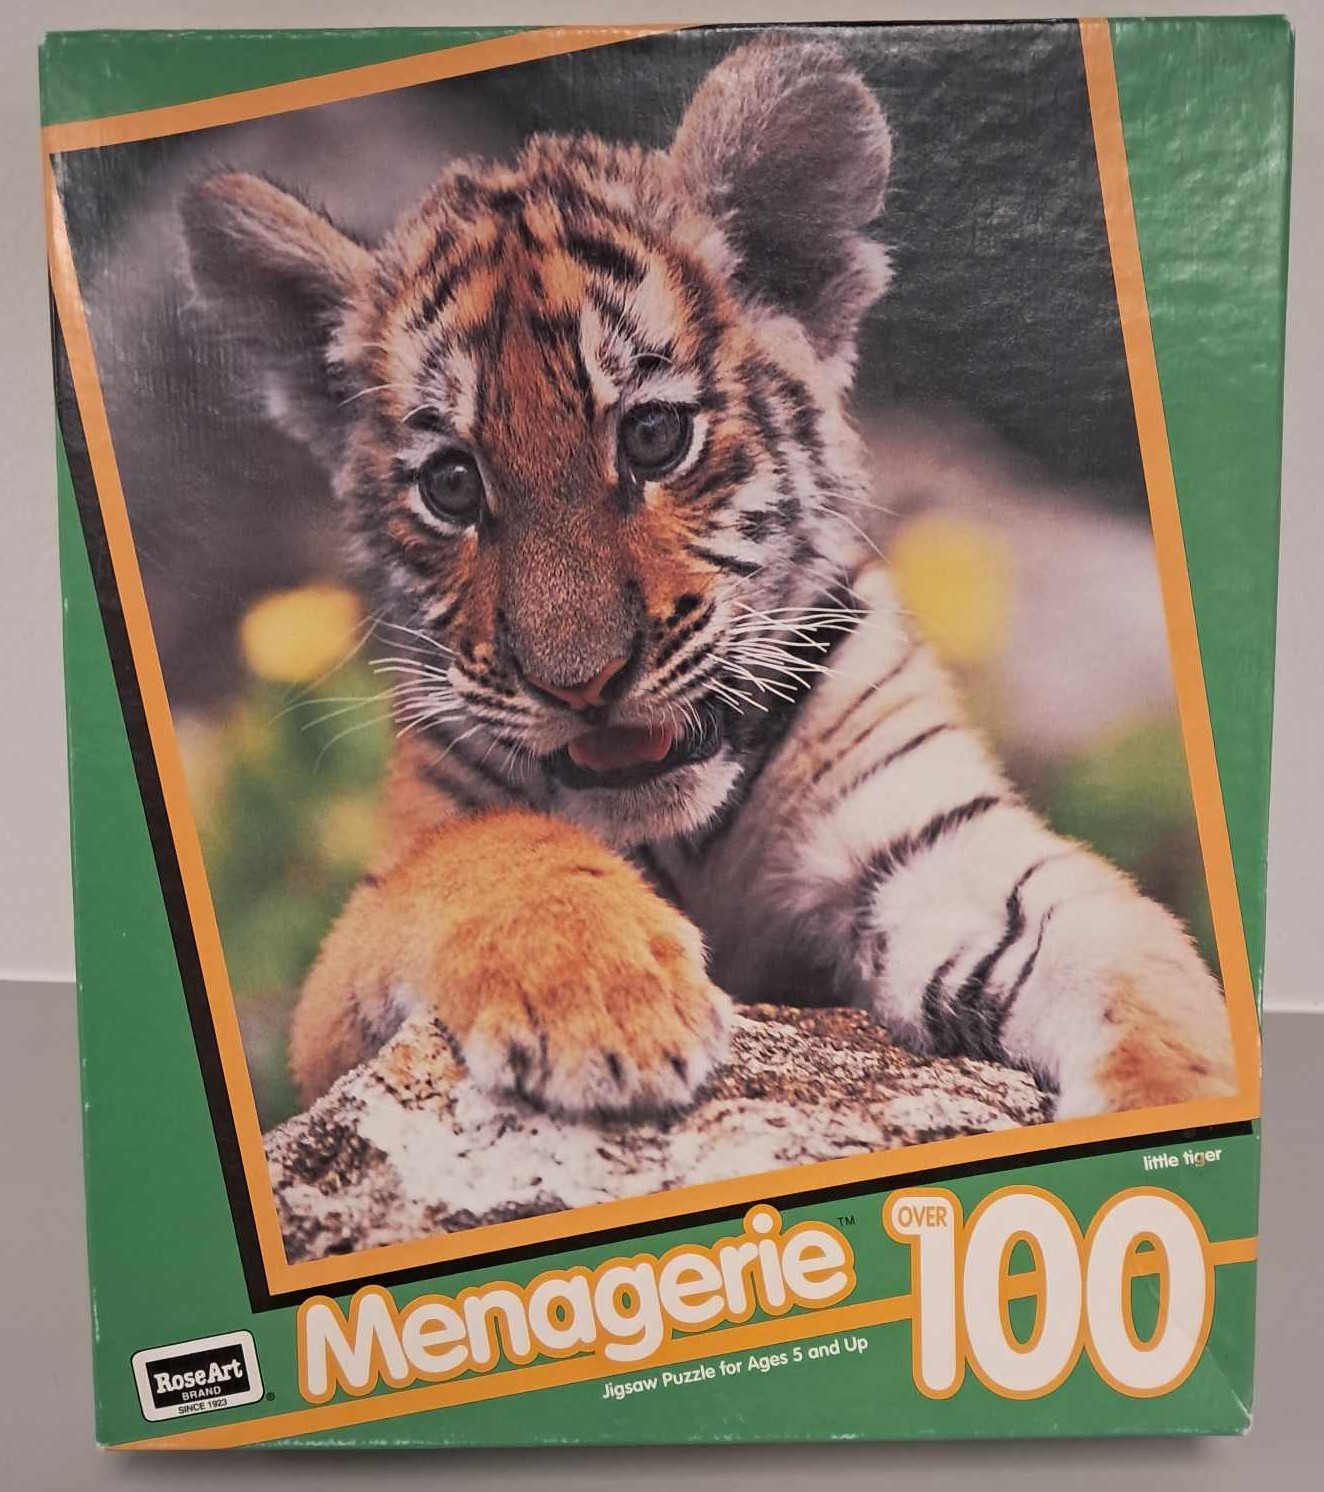 little tiger
Menagerie™
OVER
100
Jigsaw Puzzle for Ages 5 and Up
RoseArt
BRAND
SINCE 1923
®